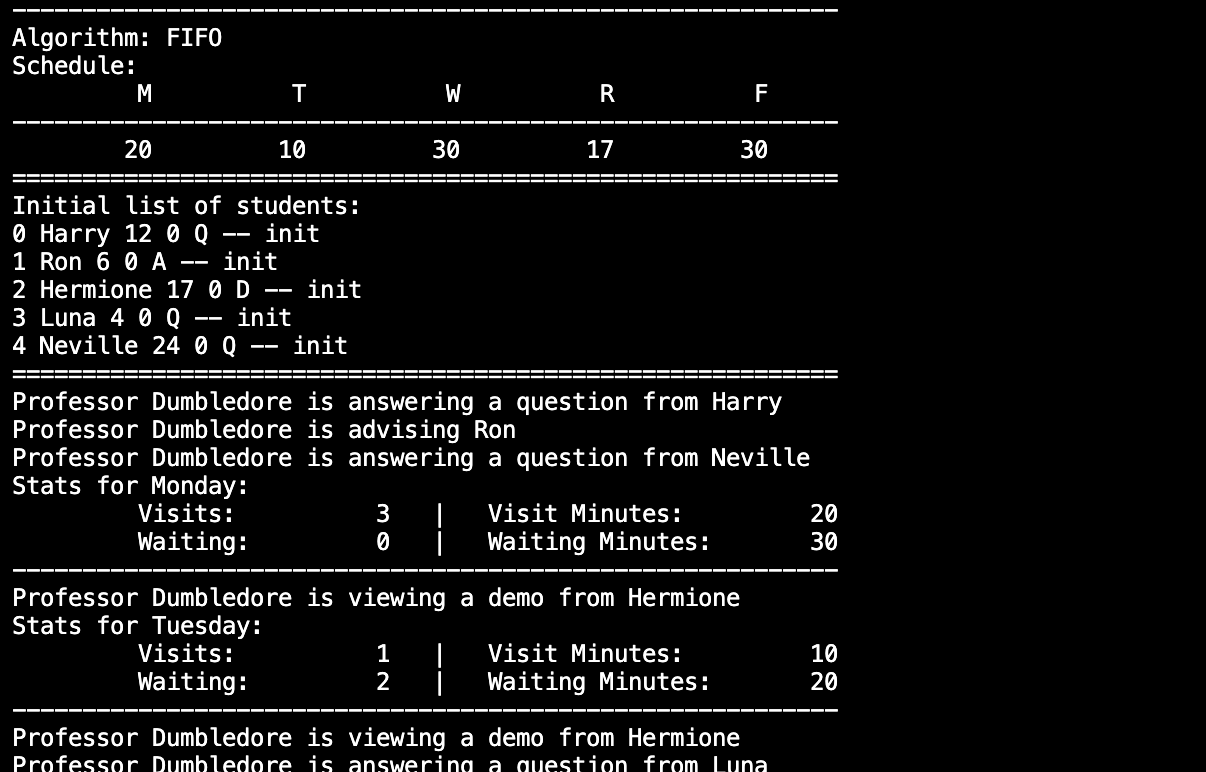 ------------------------------------------------------------
Algorithm: FIFO
Schedule:
M T W R F
------------------------------------------------------------
20 10 30 17 30
============================================================
Initial list of students:
0 Harry 12 0 Q -- init
1 Ron 6 0 A -- init
2 Hermione 17 0 D -- init
3 Luna 4 0 Q -- init
4 Neville 24 0 Q -- init
============================================================
Professor Dumbledore is answering a question from Harry
Professor Dumbledore is advising Ron
Professor Dumbledore is answering a question from Neville
Stats for Monday:
Visits: 3 | Visit Minutes: 20
Waiting: 0 | Waiting Minutes: 30
------------------------------------------------------------
Professor Dumbledore is viewing a demo from Hermione
Stats for Tuesday:
Visits: 1 | Visit Minutes: 10
Waiting: 2 | Waiting Minutes: 20
------------------------------------------------------------
Professor Dumbledore is viewing a demo from Hermione
Professor Dumbledore is answering a question from Luna